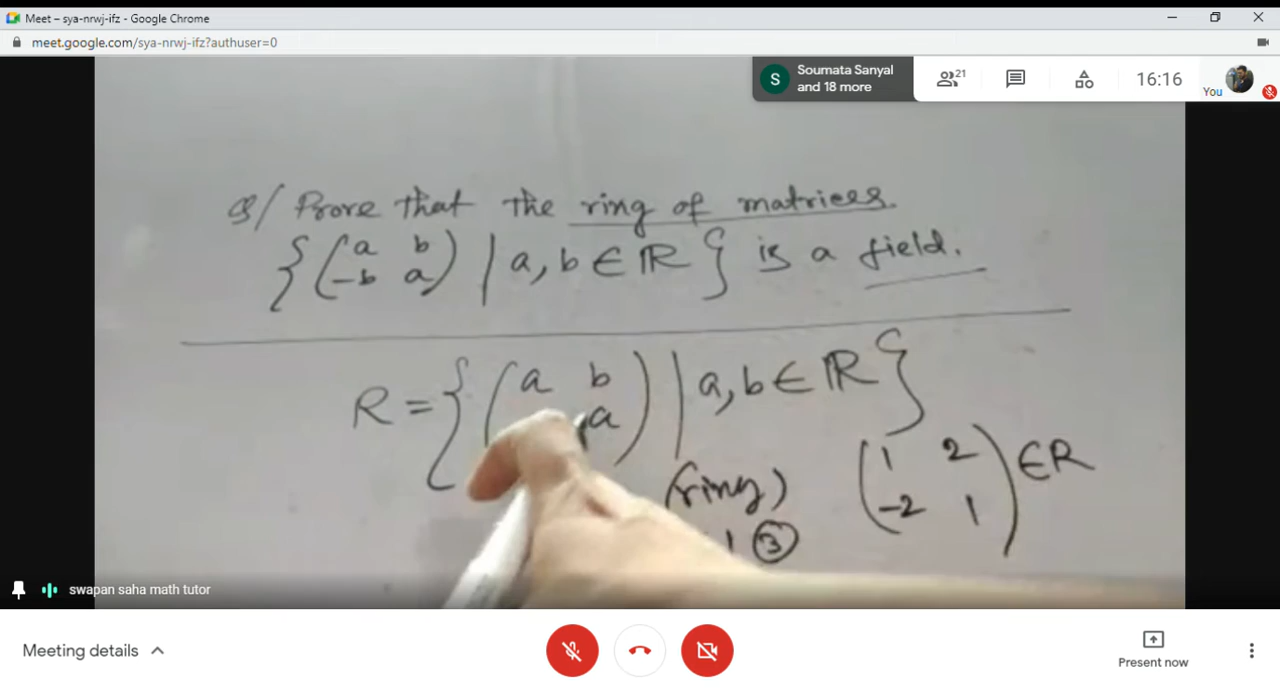 Meet – sya-nrwj-ifz - Google Chrome
meet.google.com/sya-nrwj-ifz?authuser=0
S Soumata Sanyal
and 18 more
21
16:16
You
Q/ Prove that the ring of matrices.
{(a b
-b a) | a, b ∈ ℝ} is a field.
R = {(a b
a) | a, b ∈ ℝ}
(ring)
1 ③
(1 2
-2 1) ∈ R
swapan saha math tutor
Meeting details
Present now